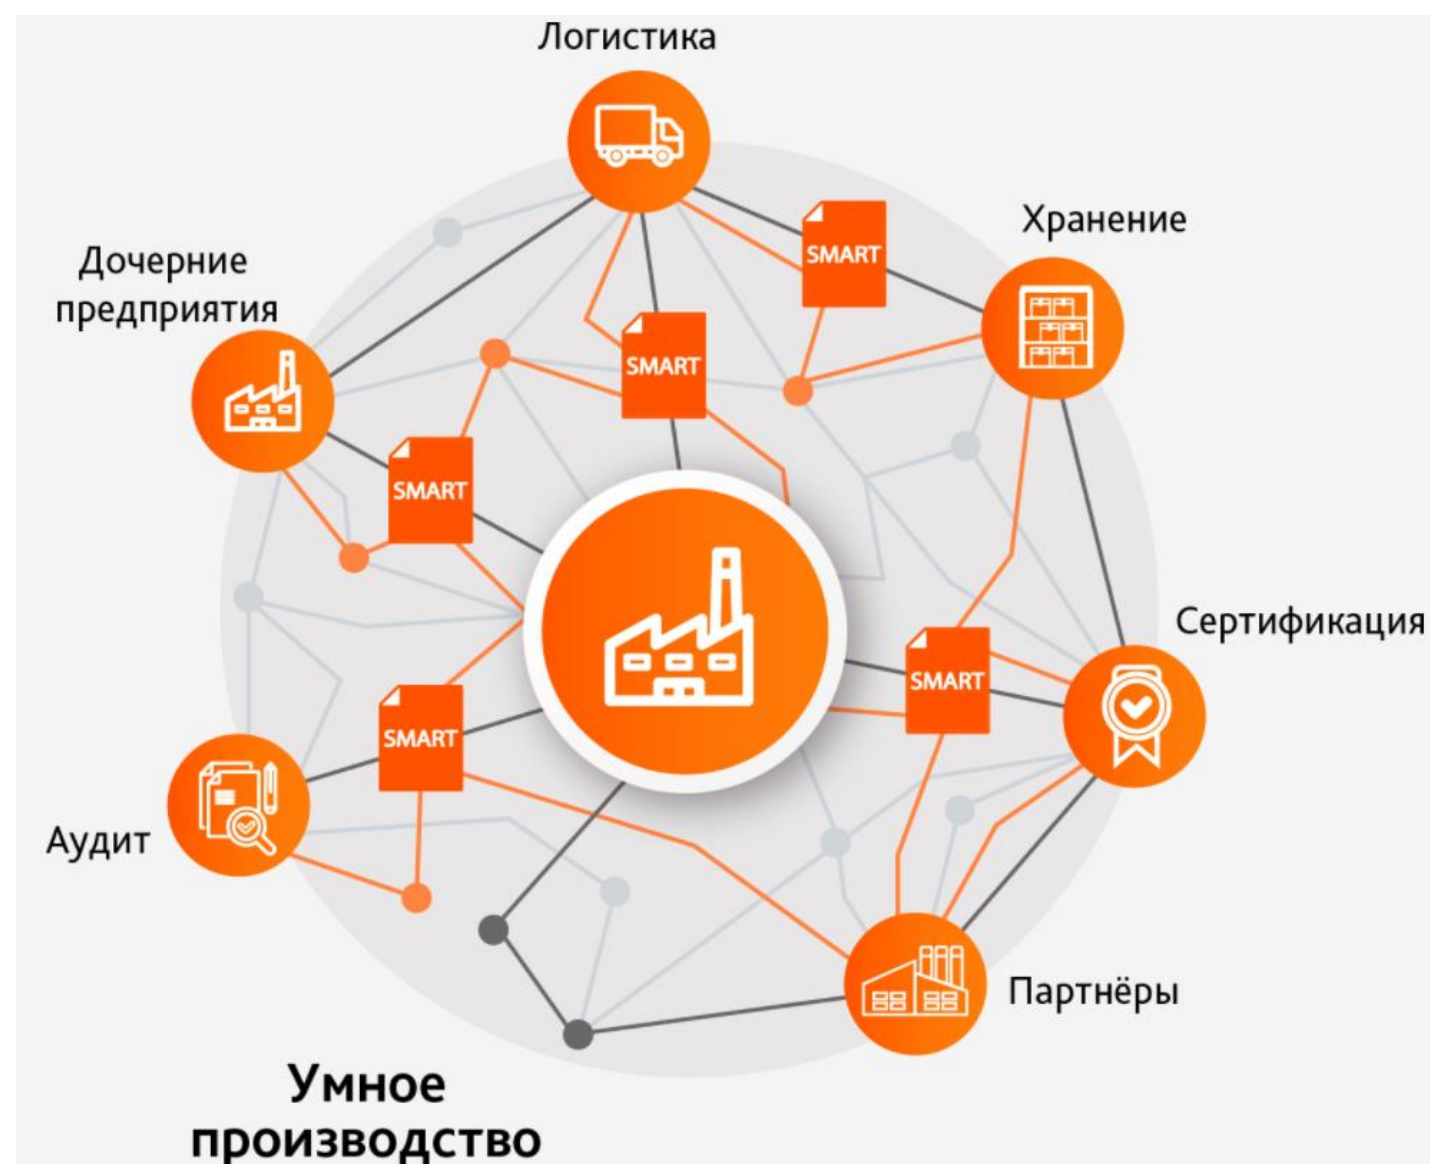 Логистика
Хранение
SMART
Дочерние
предприятия
SMART
SMART
Сертификация
SMART
SMART
Аудит
Партнёры
Умное
производство